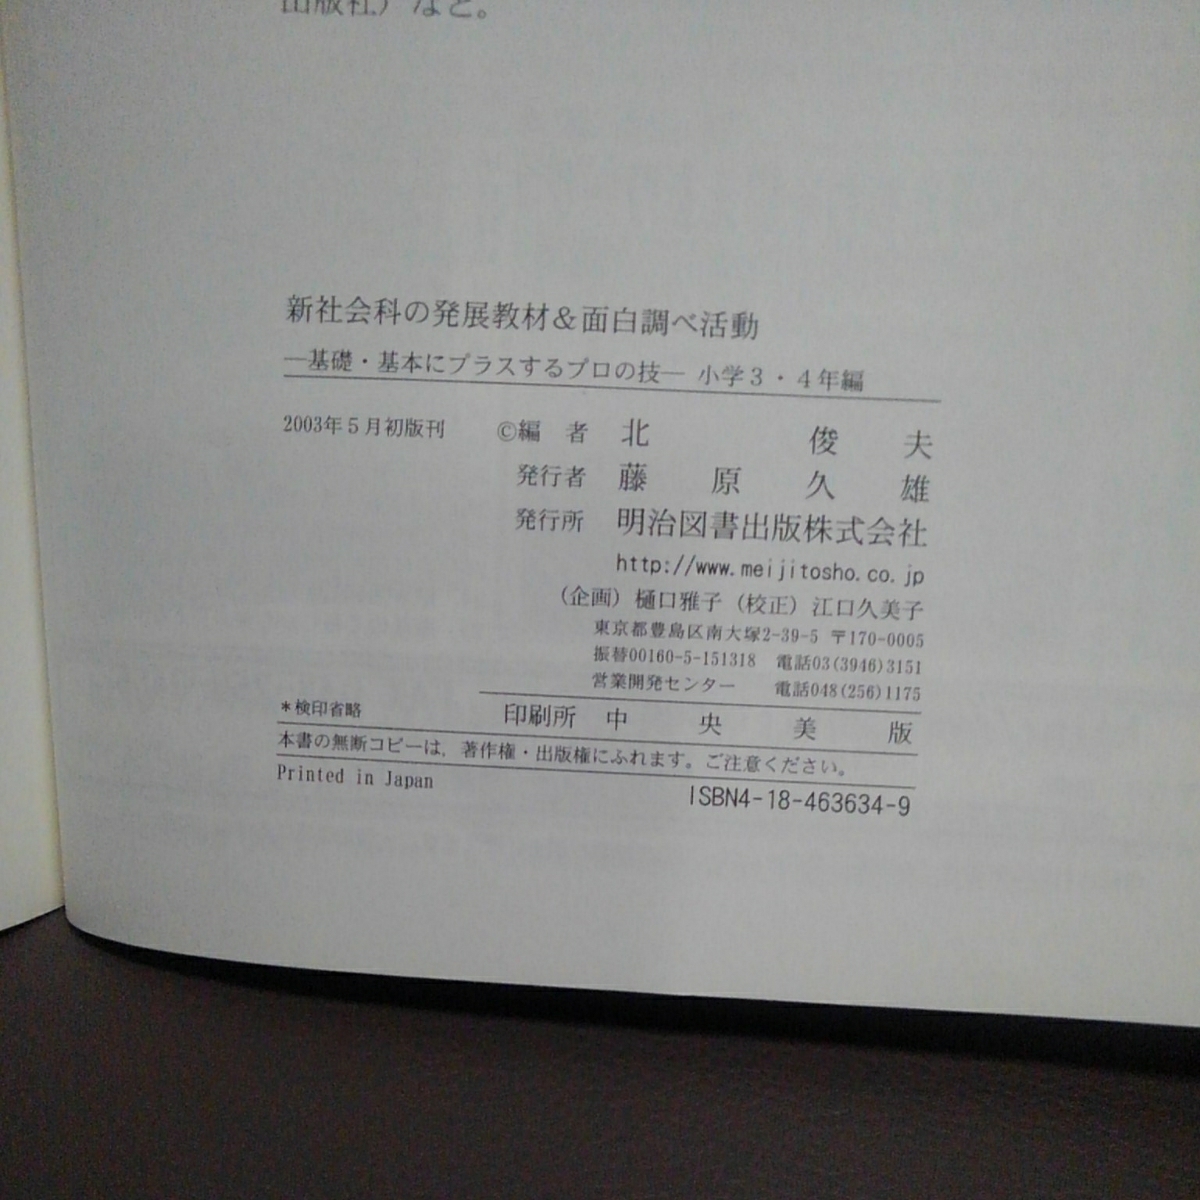 出版社）など。
新社会科の発展教材＆面白調べ活動
―基礎・基本にプラスするプロの技― 小学３・４年編
2003年５月初版刊 ©編 者 北 俊 夫
発行者 藤 原 久 雄
発行所 明治図書出版株式会社
http://www.meijitosho.co.jp
（企画）樋口雅子（校正）江口久美子
東京都豊島区南大塚2-39-5 〒170-0005
振替00160-5-151318 電話03(3946)3151
営業開発センター 電話048(256)1175
＊検印省略 印刷所 中 央 美 版
本書の無断コピーは，著作権・出版権にふれます。ご注意ください。
Printed in Japan ISBN4-18-463634-9